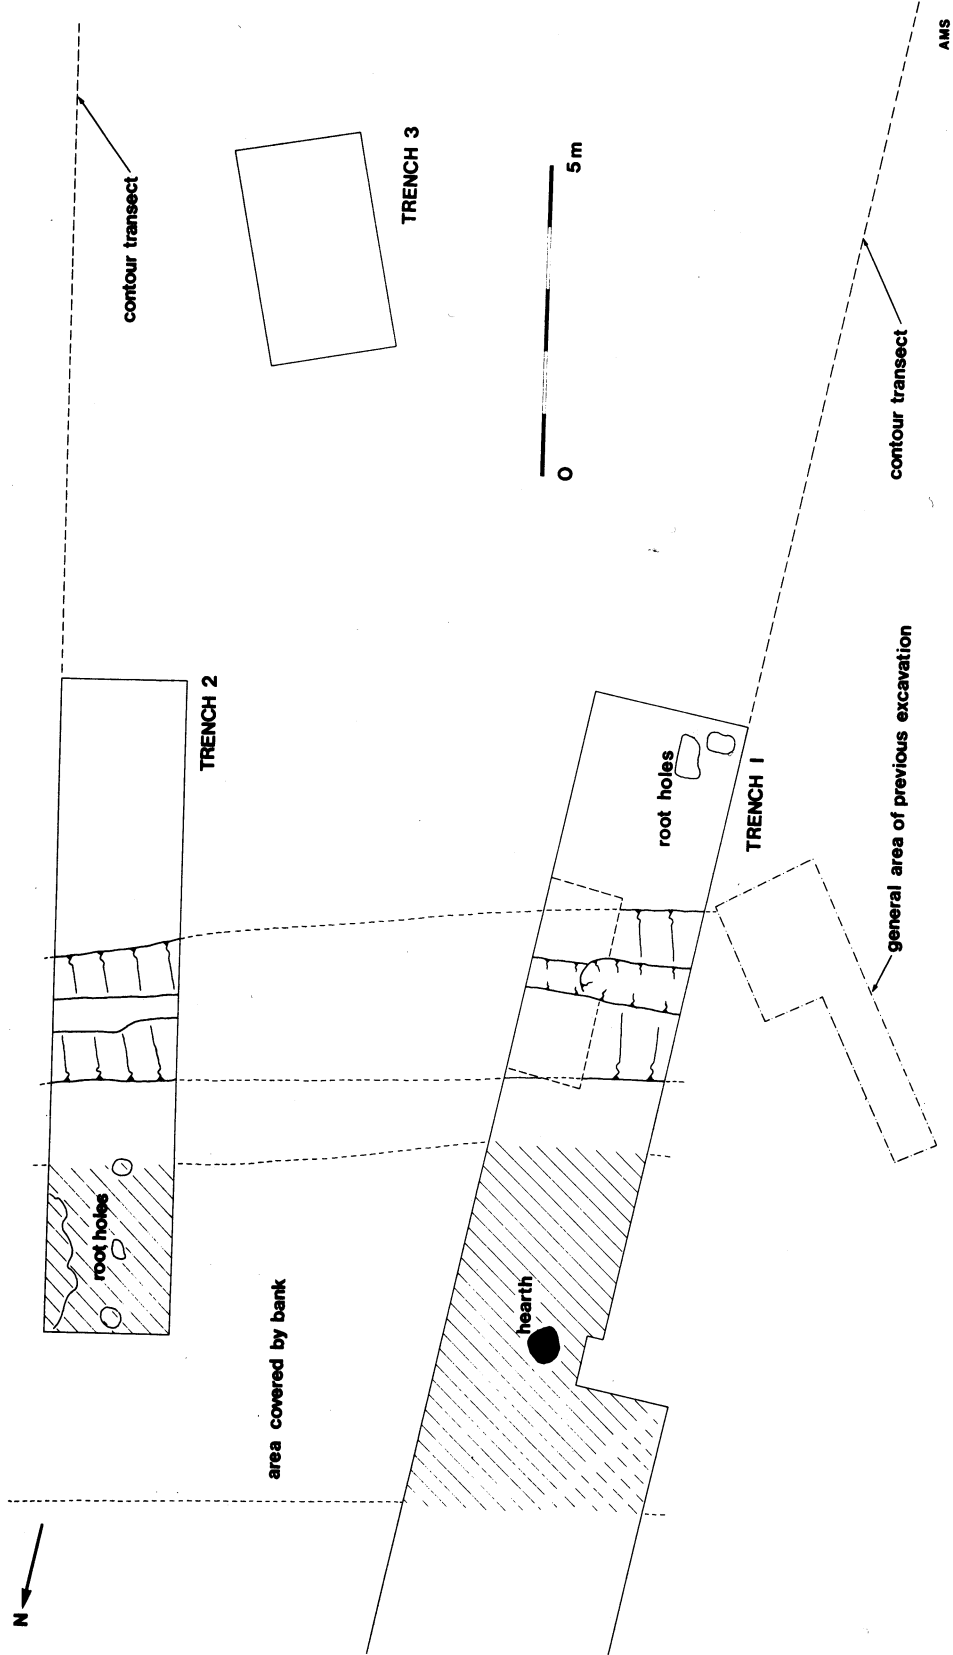 N
contour transect
root holes
TRENCH 2
TRENCH 3
area covered by bank
0
5 m
hearth
root holes
TRENCH 1
contour transect
general area of previous excavation
AMS